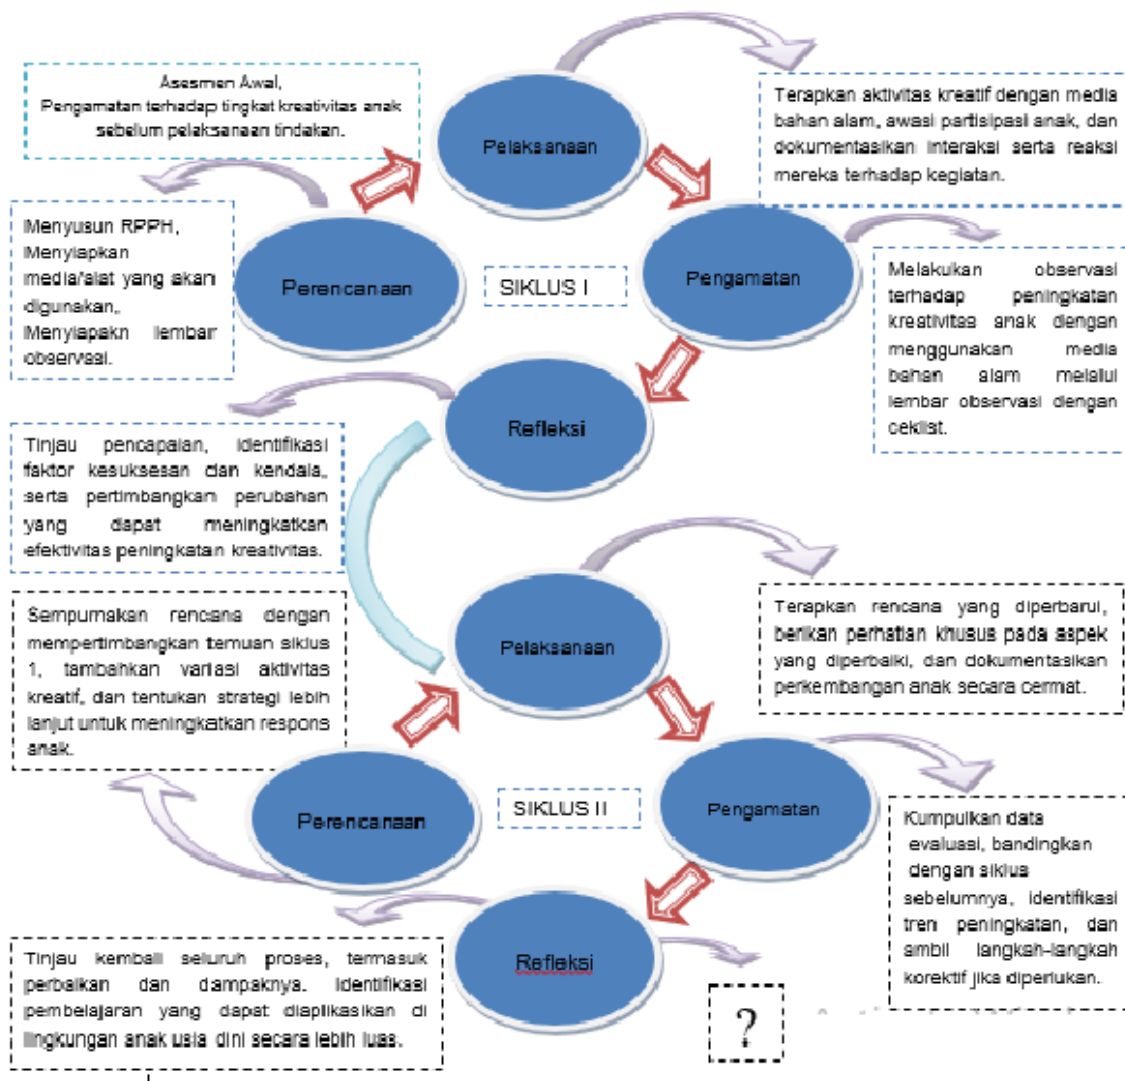 Asesmen Awal,
Pengamatan terhadap tingkat kreativitas anak
sebelum pelaksanaan tindakan.
Pelaksanaan
Terapkan aktivitas kreatif dengan media
bahan alam, awasi partisipasi anak, dan
dokumentasikan interaksi serta reaksi
mereka terhadap kegiatan.
Menyusun RPPH,
Menyiapkan
media/alat yang akan
digunakan,
Menyiapakn lembar
observasi.
Perencanaan
SIKLUS I
Pengamatan
Melakukan observasi
terhadap peningkatan
kreativitas anak dengan
menggunakan media
bahan alam melalui
lembar observasi dengan
ceklist.
Refleksi
Tinjau pencapaian, identifikasi
faktor kesuksesan dan kendala,
serta pertimbangkan perubahan
yang dapat meningkatkan
efektivitas peningkatan kreativitas.
Pelaksanaan
Terapkan rencana yang diperbarui,
berikan perhatian khusus pada aspek
yang diperbaiki, dan dokumentasikan
perkembangan anak secara cermat.
Sempurnakan rencana dengan
mempertimbangkan temuan siklus
1, tambahkan variasi aktivitas
kreatif, dan tentukan strategi lebih
lanjut untuk meningkatkan respons
anak.
Perencanaan
SIKLUS II
Pengamatan
Kumpulkan data
evaluasi, bandingkan
dengan siklus
sebelumnya, identifikasi
tren peningkatan, dan
ambil langkah-langkah
korektif jika diperlukan.
Refleksi
Tinjau kembali seluruh proses, termasuk
perbaikan dan dampaknya. Identifikasi
pembelajaran yang dapat diaplikasikan di
lingkungan anak usia dini secara lebih luas.
?